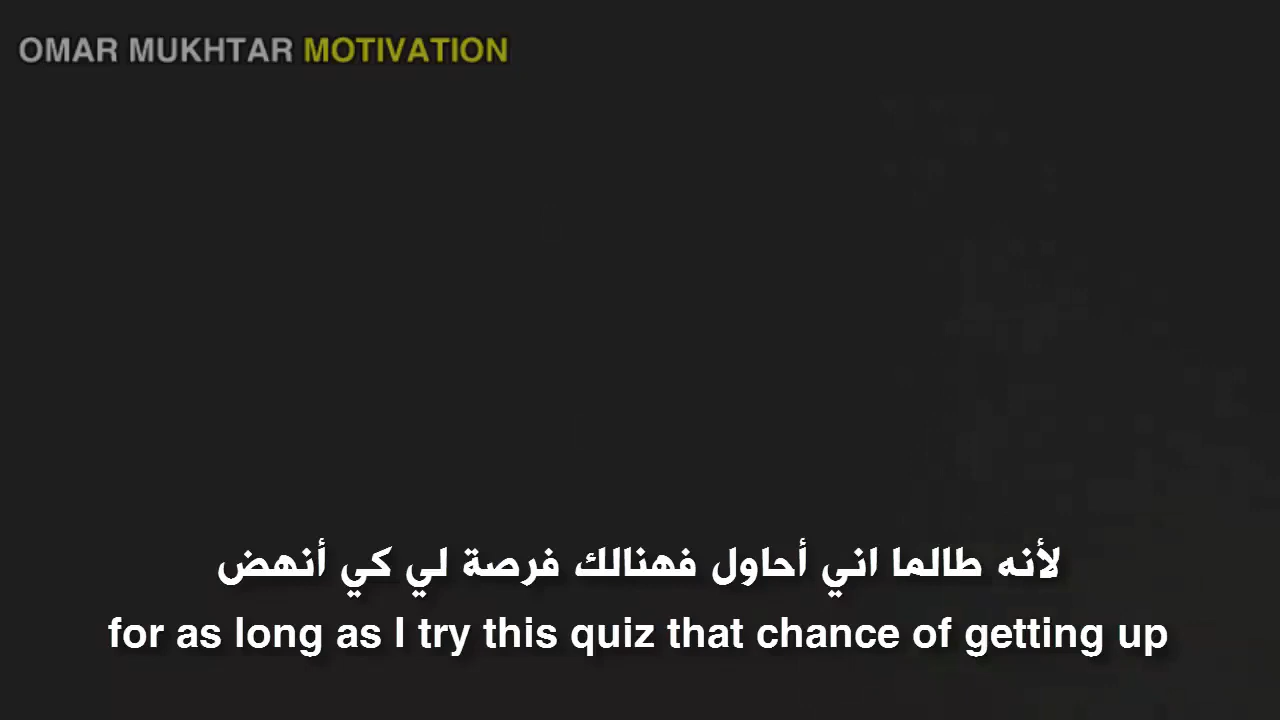 OMAR MUKHTAR MOTIVATION
لأنه طالما اني أحاول فهنالك فرصة لي كي أنهض
for as long as I try this quiz that chance of getting up